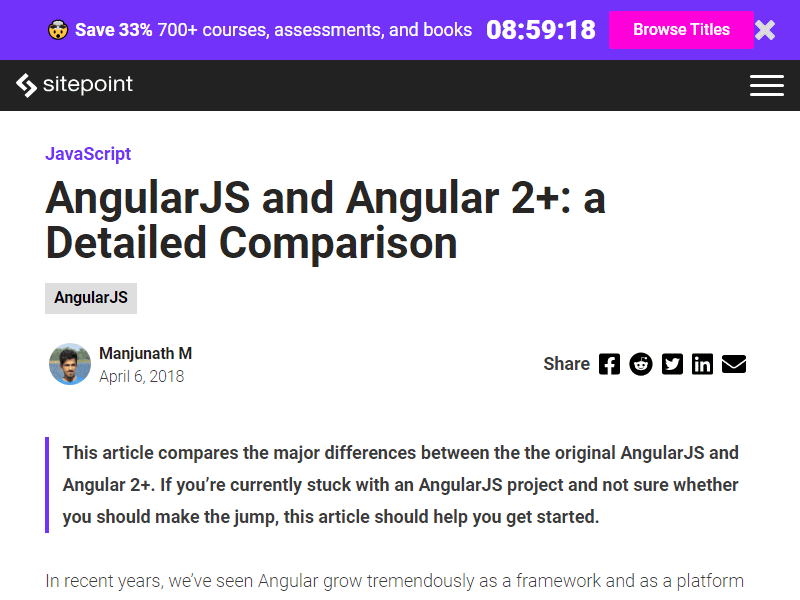 Save 33% 700+ courses, assessments, and books 08:59:18 Browse Titles
sitepoint
JavaScript
AngularJS and Angular 2+: a
Detailed Comparison
AngularJS
Manjunath M
April 6, 2018
Share
This article compares the major differences between the the original AngularJS and
Angular 2+. If you’re currently stuck with an AngularJS project and not sure whether
you should make the jump, this article should help you get started.
In recent years, we’ve seen Angular grow tremendously as a framework and as a platform